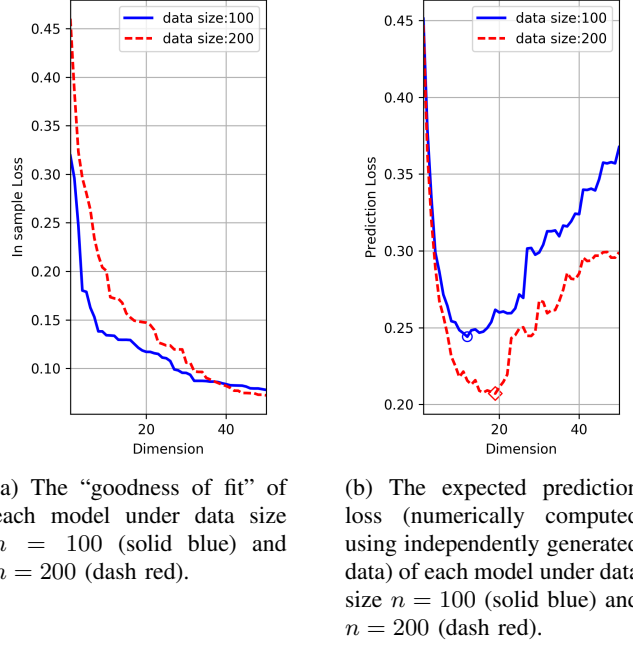 data size:100
data size:200
0.45
0.40
0.35
0.30
0.25
0.20
0.15
0.10
In sample Loss
20
40
Dimension
data size:100
data size:200
0.45
0.40
0.35
0.30
0.25
0.20
Prediction Loss
20
40
Dimension
a) The “goodness of fit” of
each model under data size
n = 100 (solid blue) and
n = 200 (dash red).
(b) The expected prediction
loss (numerically computed
using independently generated
data) of each model under data
size n = 100 (solid blue) and
n = 200 (dash red).